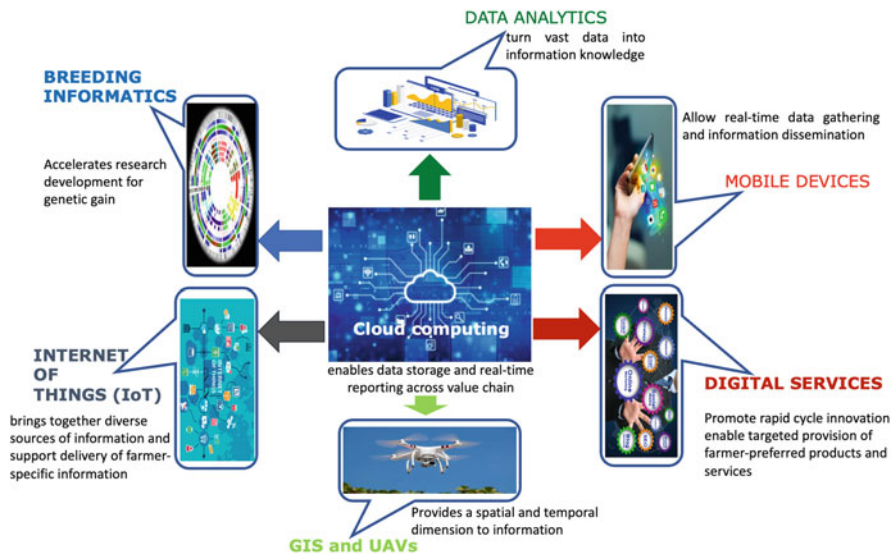 DATA ANALYTICS
turn vast data into
information knowledge
BREEDING
INFORMATICS
Accelerates research
development for
genetic gain
Allow real-time data gathering
and information dissemination
MOBILE DEVICES
Cloud computing
enables data storage and real-time
reporting across value chain
INTERNET
OF
THINGS (IoT)
brings together diverse
sources of information and
support delivery of farmer-
specific information
DIGITAL SERVICES
Promote rapid cycle innovation
enable targeted provision of
farmer-preferred products and
services
Online
Blog
Provides a spatial and temporal
dimension to information
GIS and UAVs